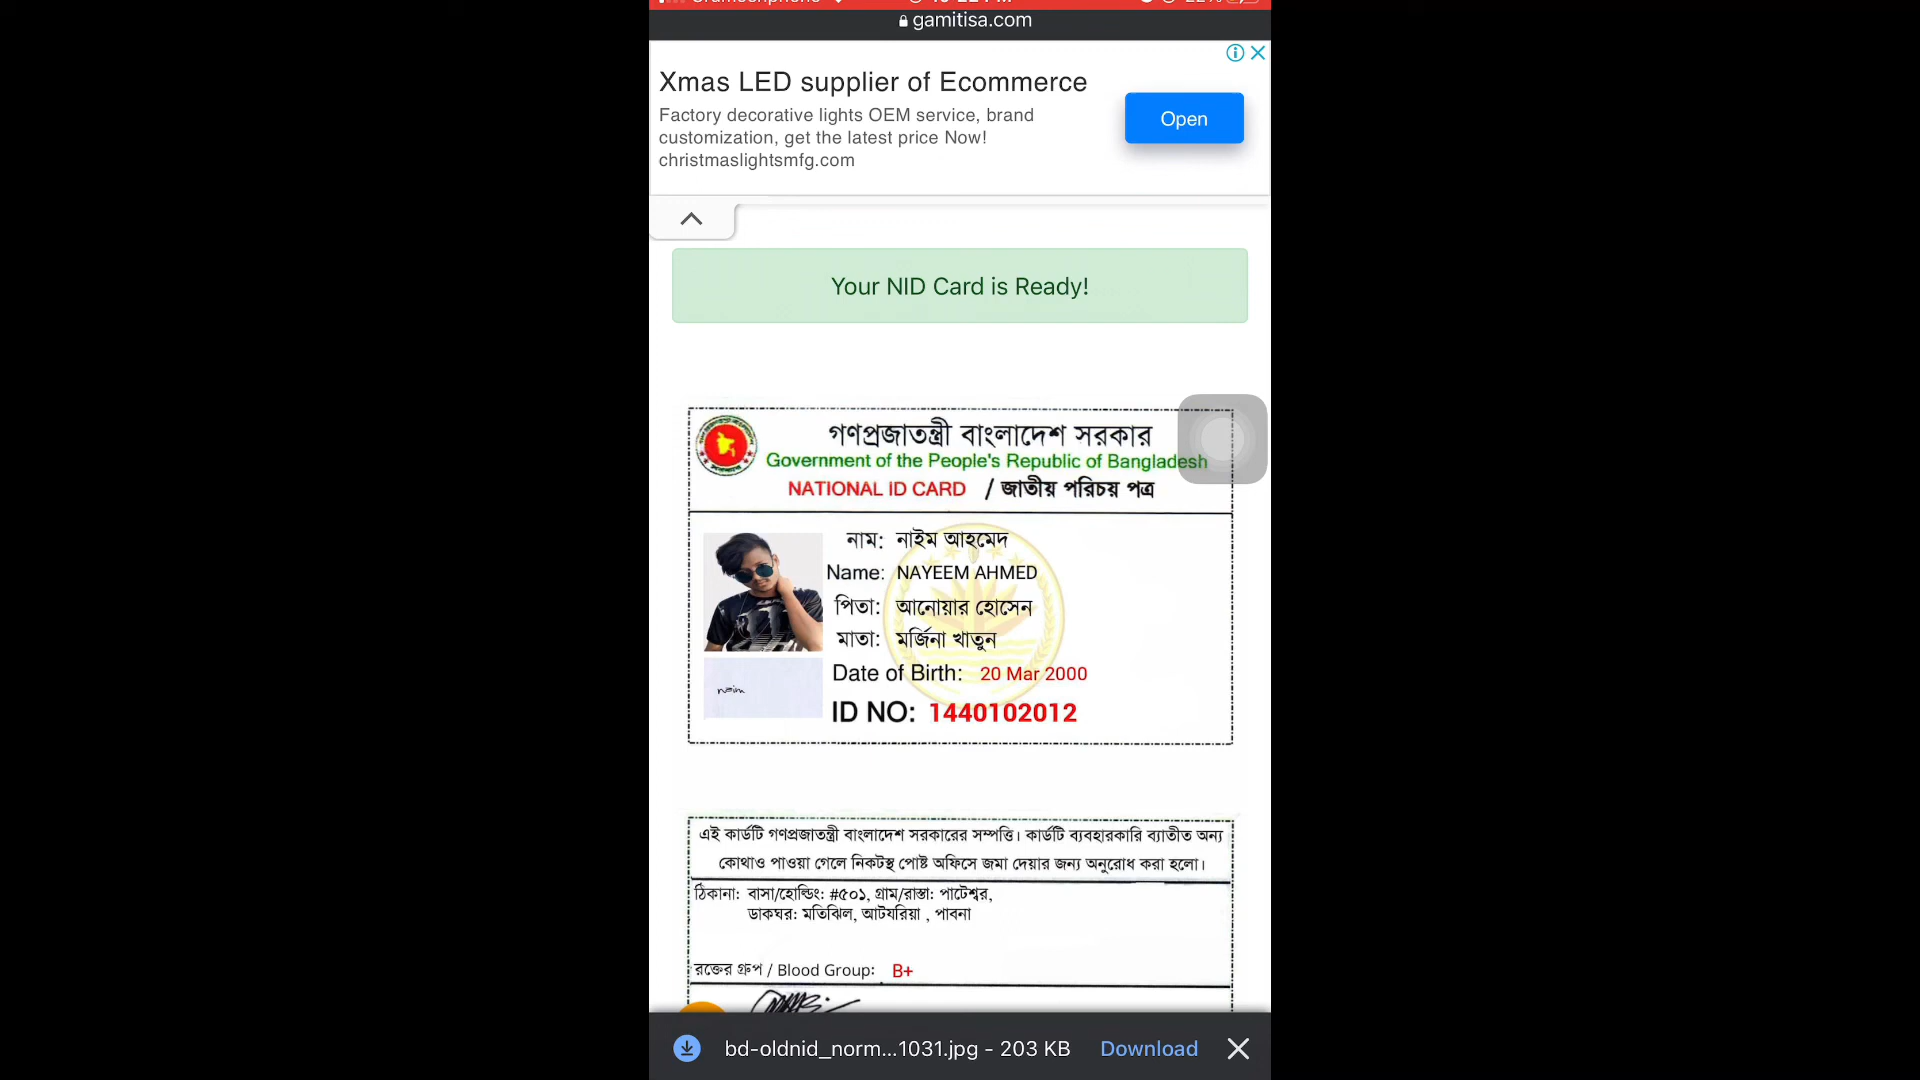 gamitisa.com
Xmas LED supplier of Ecommerce
Factory decorative lights OEM service, brand
customization, get the latest price Now!
christmaslightsmfg.com
Open
Your NID Card is Ready!
গণপ্রজাতন্ত্রী বাংলাদেশ সরকার
Government of the People's Republic of Bangladesh
NATIONAL ID CARD / জাতীয় পরিচয় পত্র
নাম: নাইম আহমেদ
Name: NAYEEM AHMED
পিতা: আনোয়ার হোসেন
মাতা: মর্জিনা খাতুন
Date of Birth: 20 Mar 2000
naim
ID NO: 1440102012
এই কার্ডটি গণপ্রজাতন্ত্রী বাংলাদেশ সরকারের সম্পত্তি। কার্ডটি ব্যবহারকারি ব্যাতীত অন্য
কোথাও পাওয়া গেলে নিকটস্থ পোষ্ট অফিসে জমা দেয়ার জন্য অনুরোধ করা হলো।
ঠিকানা: বাসা/হোল্ডিং: #৫০১, গ্রাম/রাস্তা: পাটেশ্বর,
ডাকঘর: মতিঝিল, আটঘরিয়া , পাবনা
রক্তের গ্রুপ / Blood Group: B+
bd-oldnid_norm...1031.jpg - 203 KB Download